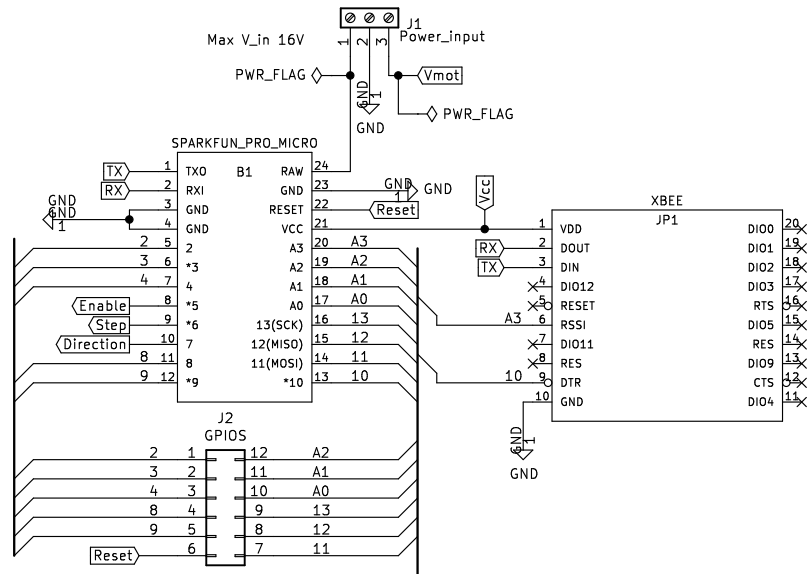 J1
Power_input
Max V_in 16V
1
2
3
PWR_FLAG
Vmot
GND
1
GND
PWR_FLAG
SPARKFUN_PRO_MICRO
B1
TX 1 TXO RAW 24
RX 2 RXI GND 23 GND 1 GND
GND GND 1 3 GND RESET 22 Reset
4 GND VCC 21 Vcc
2 5 2 A3 20 A3
3 6 *3 A2 19 A2
4 7 4 A1 18 A1
Enable 8 *5 A0 17 A0
Step 9 *6 13(SCK) 16 13
Direction 10 7 12(MISO) 15 12
8 11 8 11(MOSI) 14 11
9 12 *9 *10 13 10
XBEE
JP1
1 VDD DIO0 20
RX 2 DOUT DIO1 19
TX 3 DIN DIO2 18
4 DIO12 DIO3 17
5 RESET RTS 16
A3 6 RSSI DIO5 15
7 DIO11 RES 14
8 RES DIO9 13
10 9 DTR CTS 12
10 GND DIO4 11
GND
1
GND
J2
GPIOS
2 1 12 A2
3 2 11 A1
4 3 10 A0
8 4 9 13
9 5 8 12
Reset 6 7 11